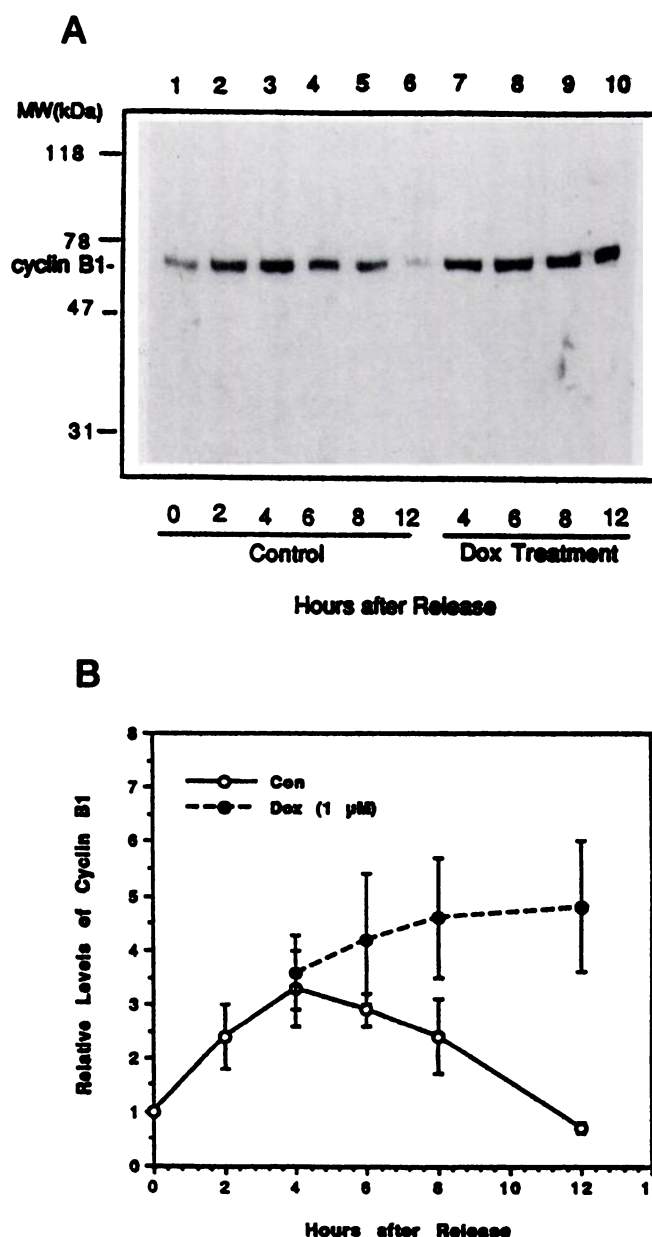 A
1 2 3 4 5 6 7 8 9 10
MW(kDa)
118
78
cyclin B1-
47
31
0 2 4 6 8 12 4 6 8 12
Control Dox Treatment
Hours after Release
B
8
7
6
5
4
3
2
1
0
Relative Levels of Cyclin B1
Con
Dox (1 µM)
0 2 4 6 8 10 12 1
Hours after Release